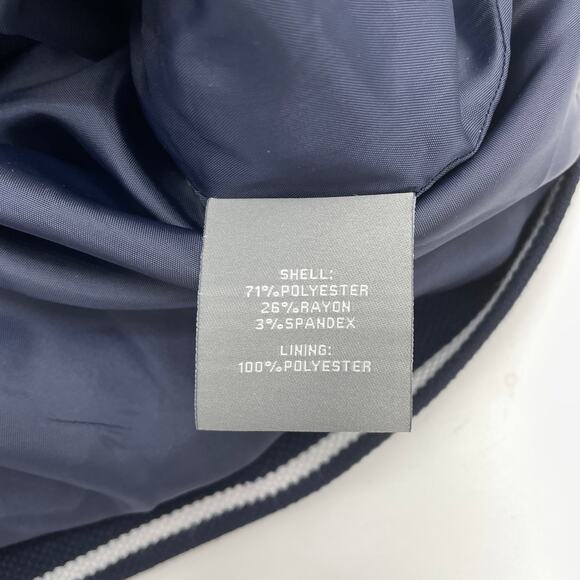 SHELL:
71%POLYESTER
26%RAYON
3%SPANDEX
LINING:
100%POLYESTER